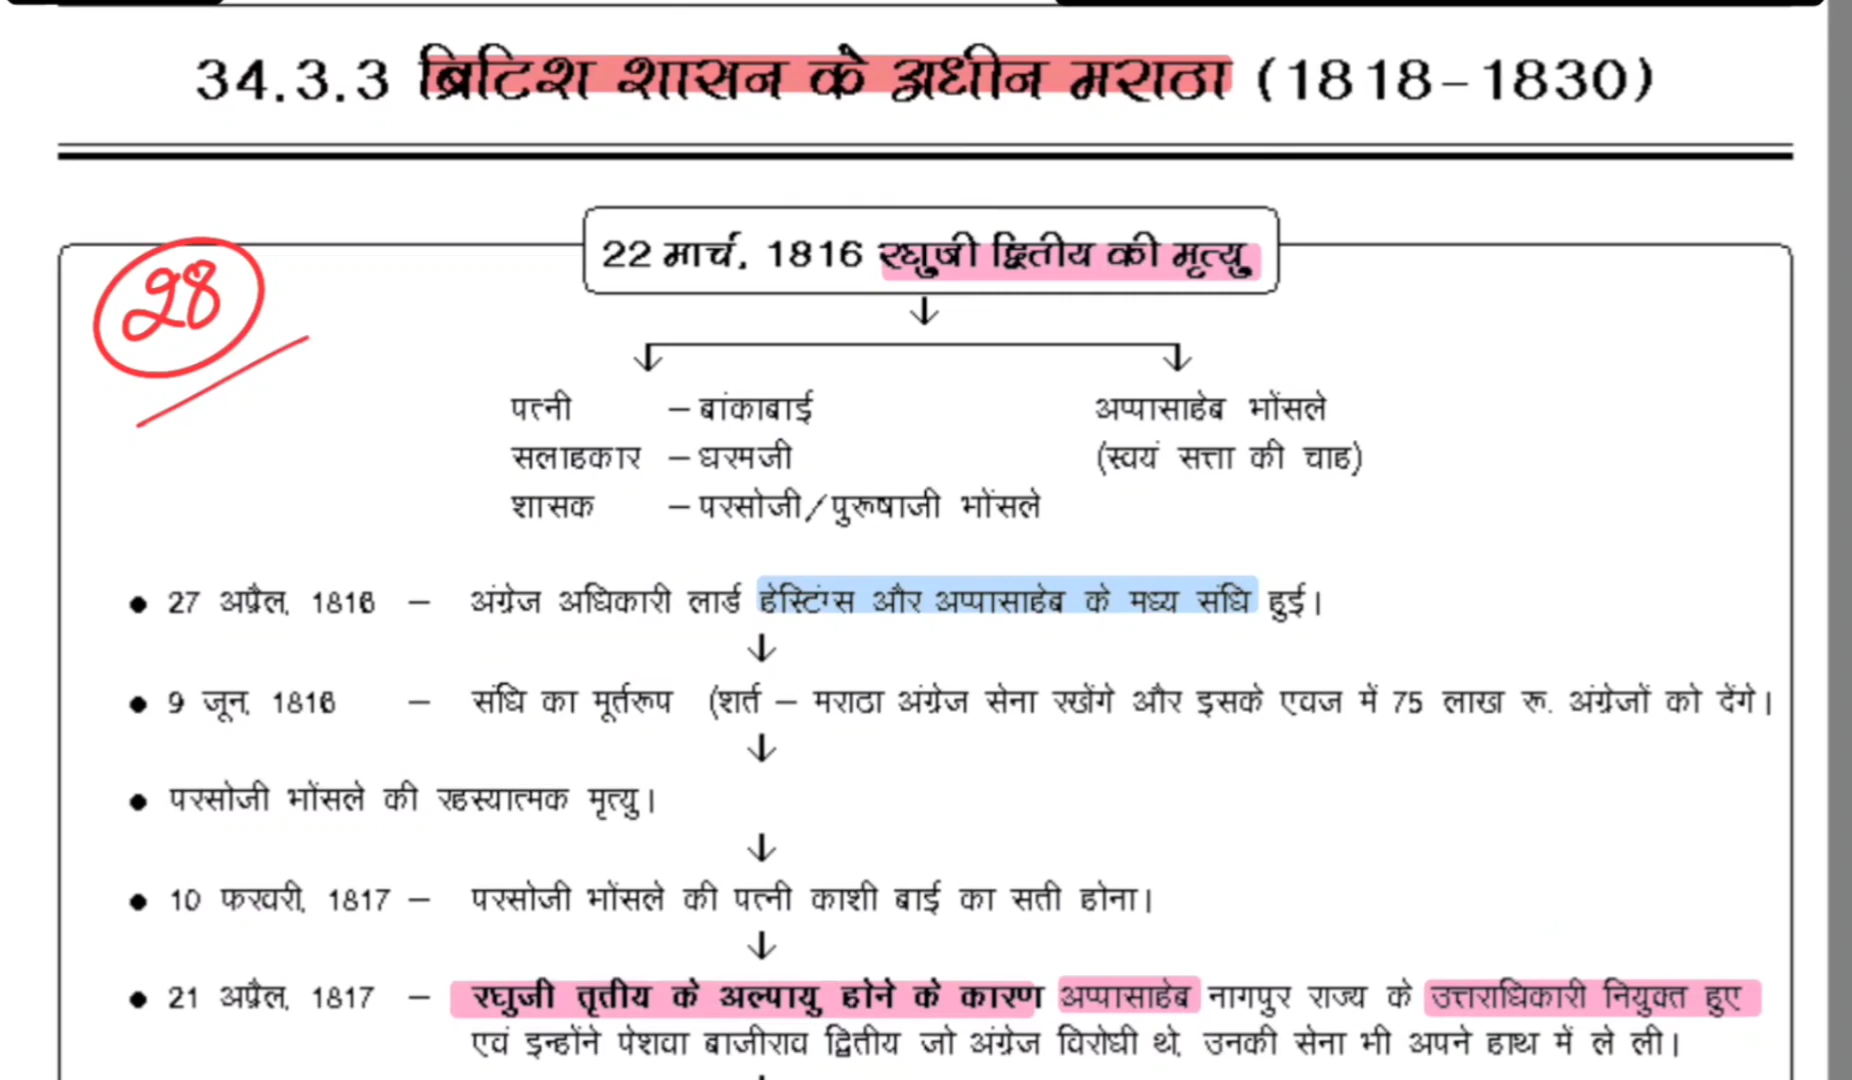 34.3.3 ब्रिटिश शासन के अधीन मराठा (1818-1830)
22 मार्च, 1816 रघुजी द्वितीय की मृत्यु
28
पत्नी – बांकाबाई अप्पासाहेब भोंसले
सलाहकार – धरमजी (स्वयं सत्ता की चाह)
शासक – परसोजी/पुरूषाजी भोंसले
● 27 अप्रैल, 1816 – अंग्रेज अधिकारी लार्ड हेस्टिंग्स और अप्पासाहेब के मध्य संधि हुई।
● 9 जून, 1816 – संधि का मूर्तरूप (शर्त – मराठा अंग्रेज सेना रखेंगे और इसके एवज में 75 लाख रू. अंग्रेजों को देंगे।
● परसोजी भोंसले की रहस्यात्मक मृत्यु।
● 10 फरवरी, 1817 – परसोजी भोंसले की पत्नी काशी बाई का सती होना।
● 21 अप्रैल, 1817 – रघुजी तृतीय के अल्पायु होने के कारण अप्पासाहेब नागपुर राज्य के उत्तराधिकारी नियुक्त हुए
एवं इन्होंने पेशवा बाजीराव द्वितीय जो अंग्रेज विरोधी थे, उनकी सेना भी अपने हाथ में ले ली।